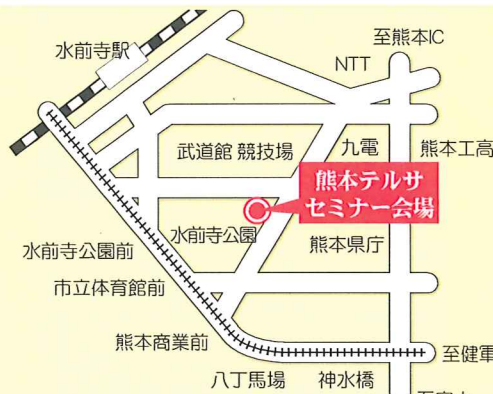 水前寺駅
至熊本IC
NTT
武道館 競技場
九電
熊本工高
熊本テルサ
セミナー会場
水前寺公園
熊本県庁
水前寺公園前
市立体育館前
熊本商業前
至健軍
八丁馬場
神水橋